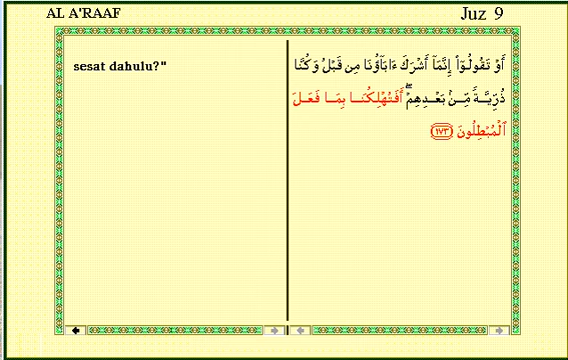 AL A'RAAF
Juz 9
sesat dahulu?"
أَوْ تَقُولُوٓا۟ إِنَّمَآ أَشْرَكَ ءَابَآؤُنَا مِن قَبْلُ وَكُنَّا
ذُرِّيَّةً مِّنۢ بَعْدِهِمْ ۖ أَفَتُهْلِكُنَا بِمَا فَعَلَ
ٱلْمُبْطِلُونَ ١٧٣